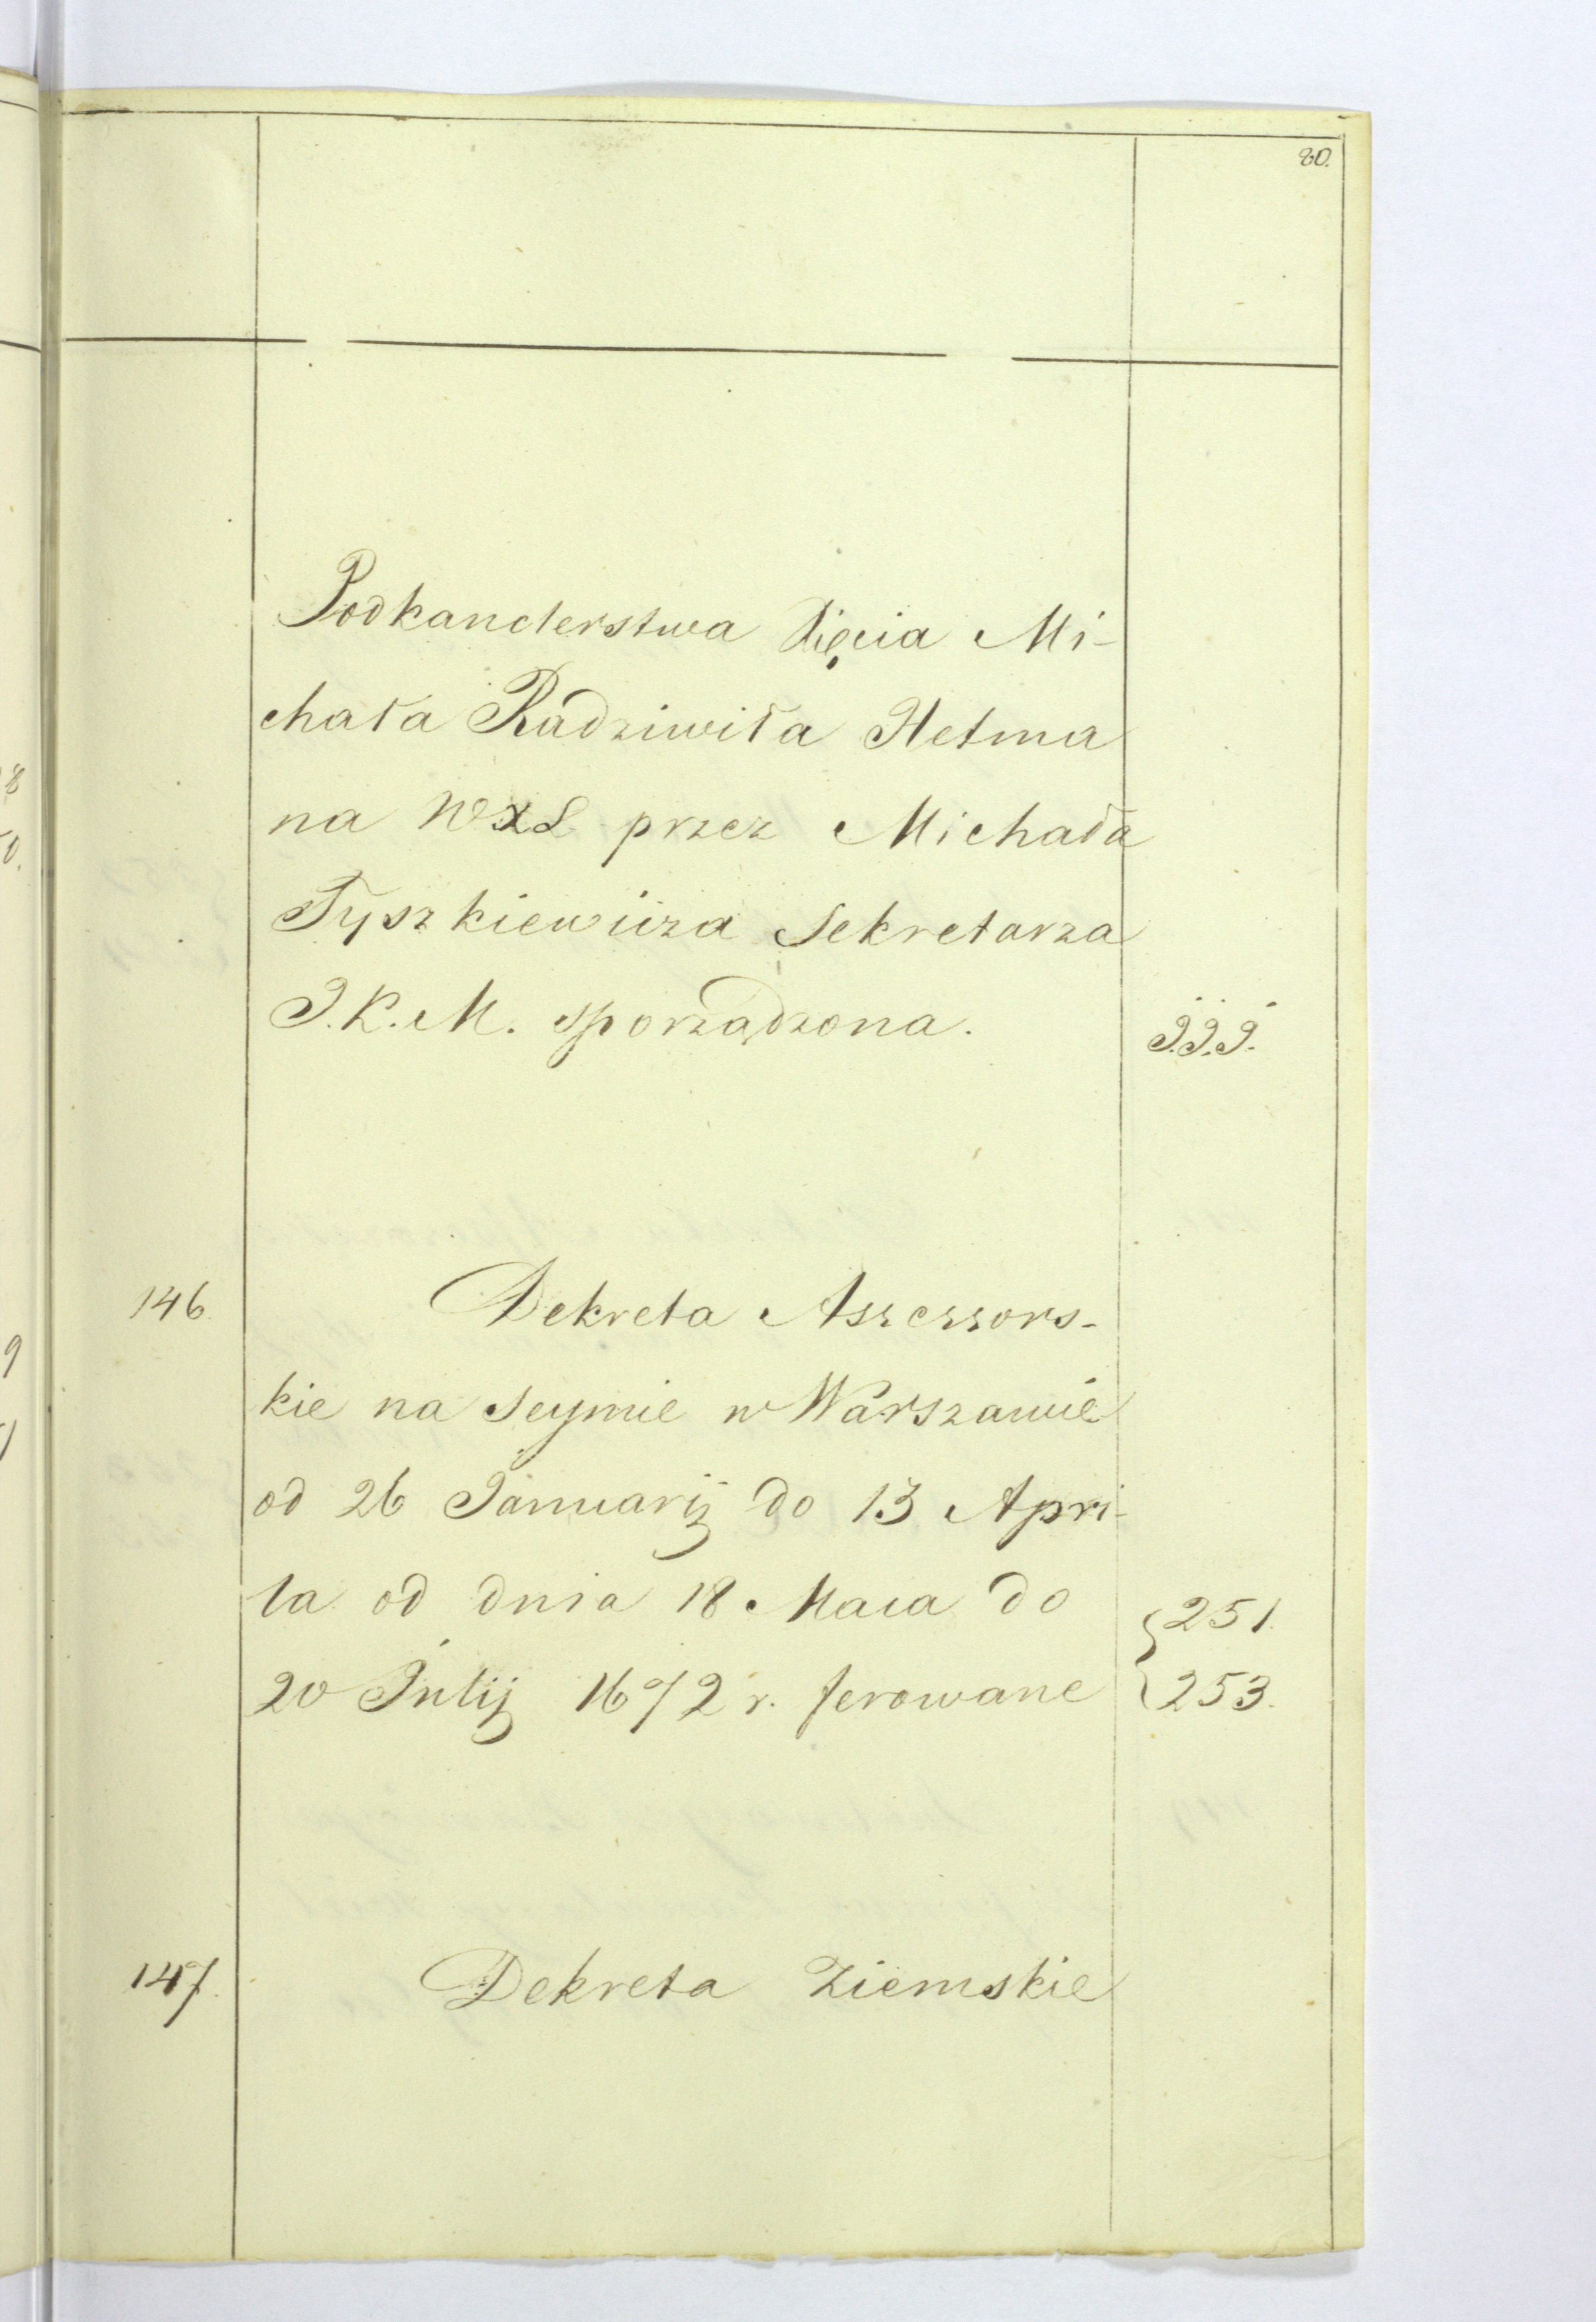 80.
Podkanclerstwa Xięcia Mi-
chała Radziwiła Hetma
na WXL przez Michała
Tyszkiewicza Sekretarza
J.K.M. sporządzona.
J.J.J.
146
Dekreta Assessors-
kie na Seymie w Warszawie
od 26 Januarij do 13 Apri-
la od dnia 18 Maia do
251.
20 Julij 1672 r. ferowane
253.
147.
Dekreta Ziemskie